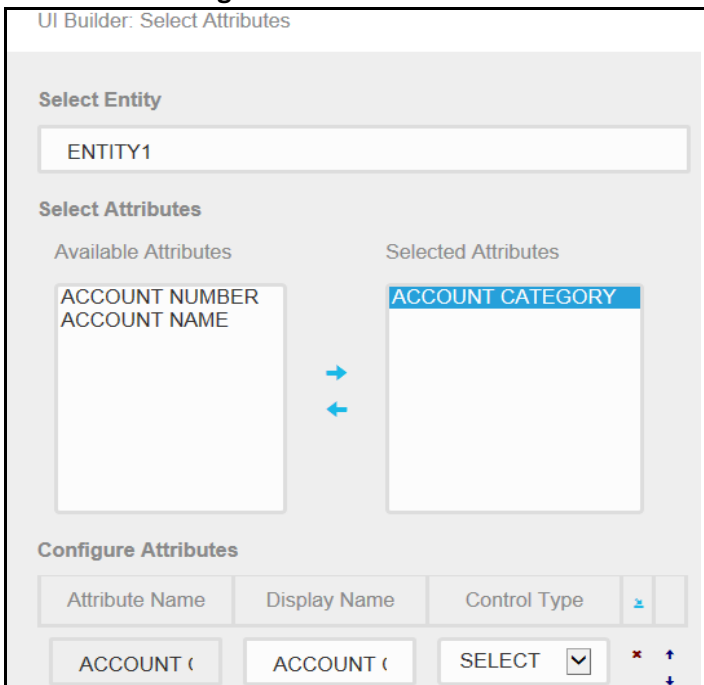 UI Builder: Select Attributes
Select Entity
ENTITY1
Select Attributes
Available Attributes
Selected Attributes
ACCOUNT NUMBER
ACCOUNT NAME
ACCOUNT CATEGORY
Configure Attributes
Attribute Name Display Name Control Type
ACCOUNT ACCOUNT SELECT